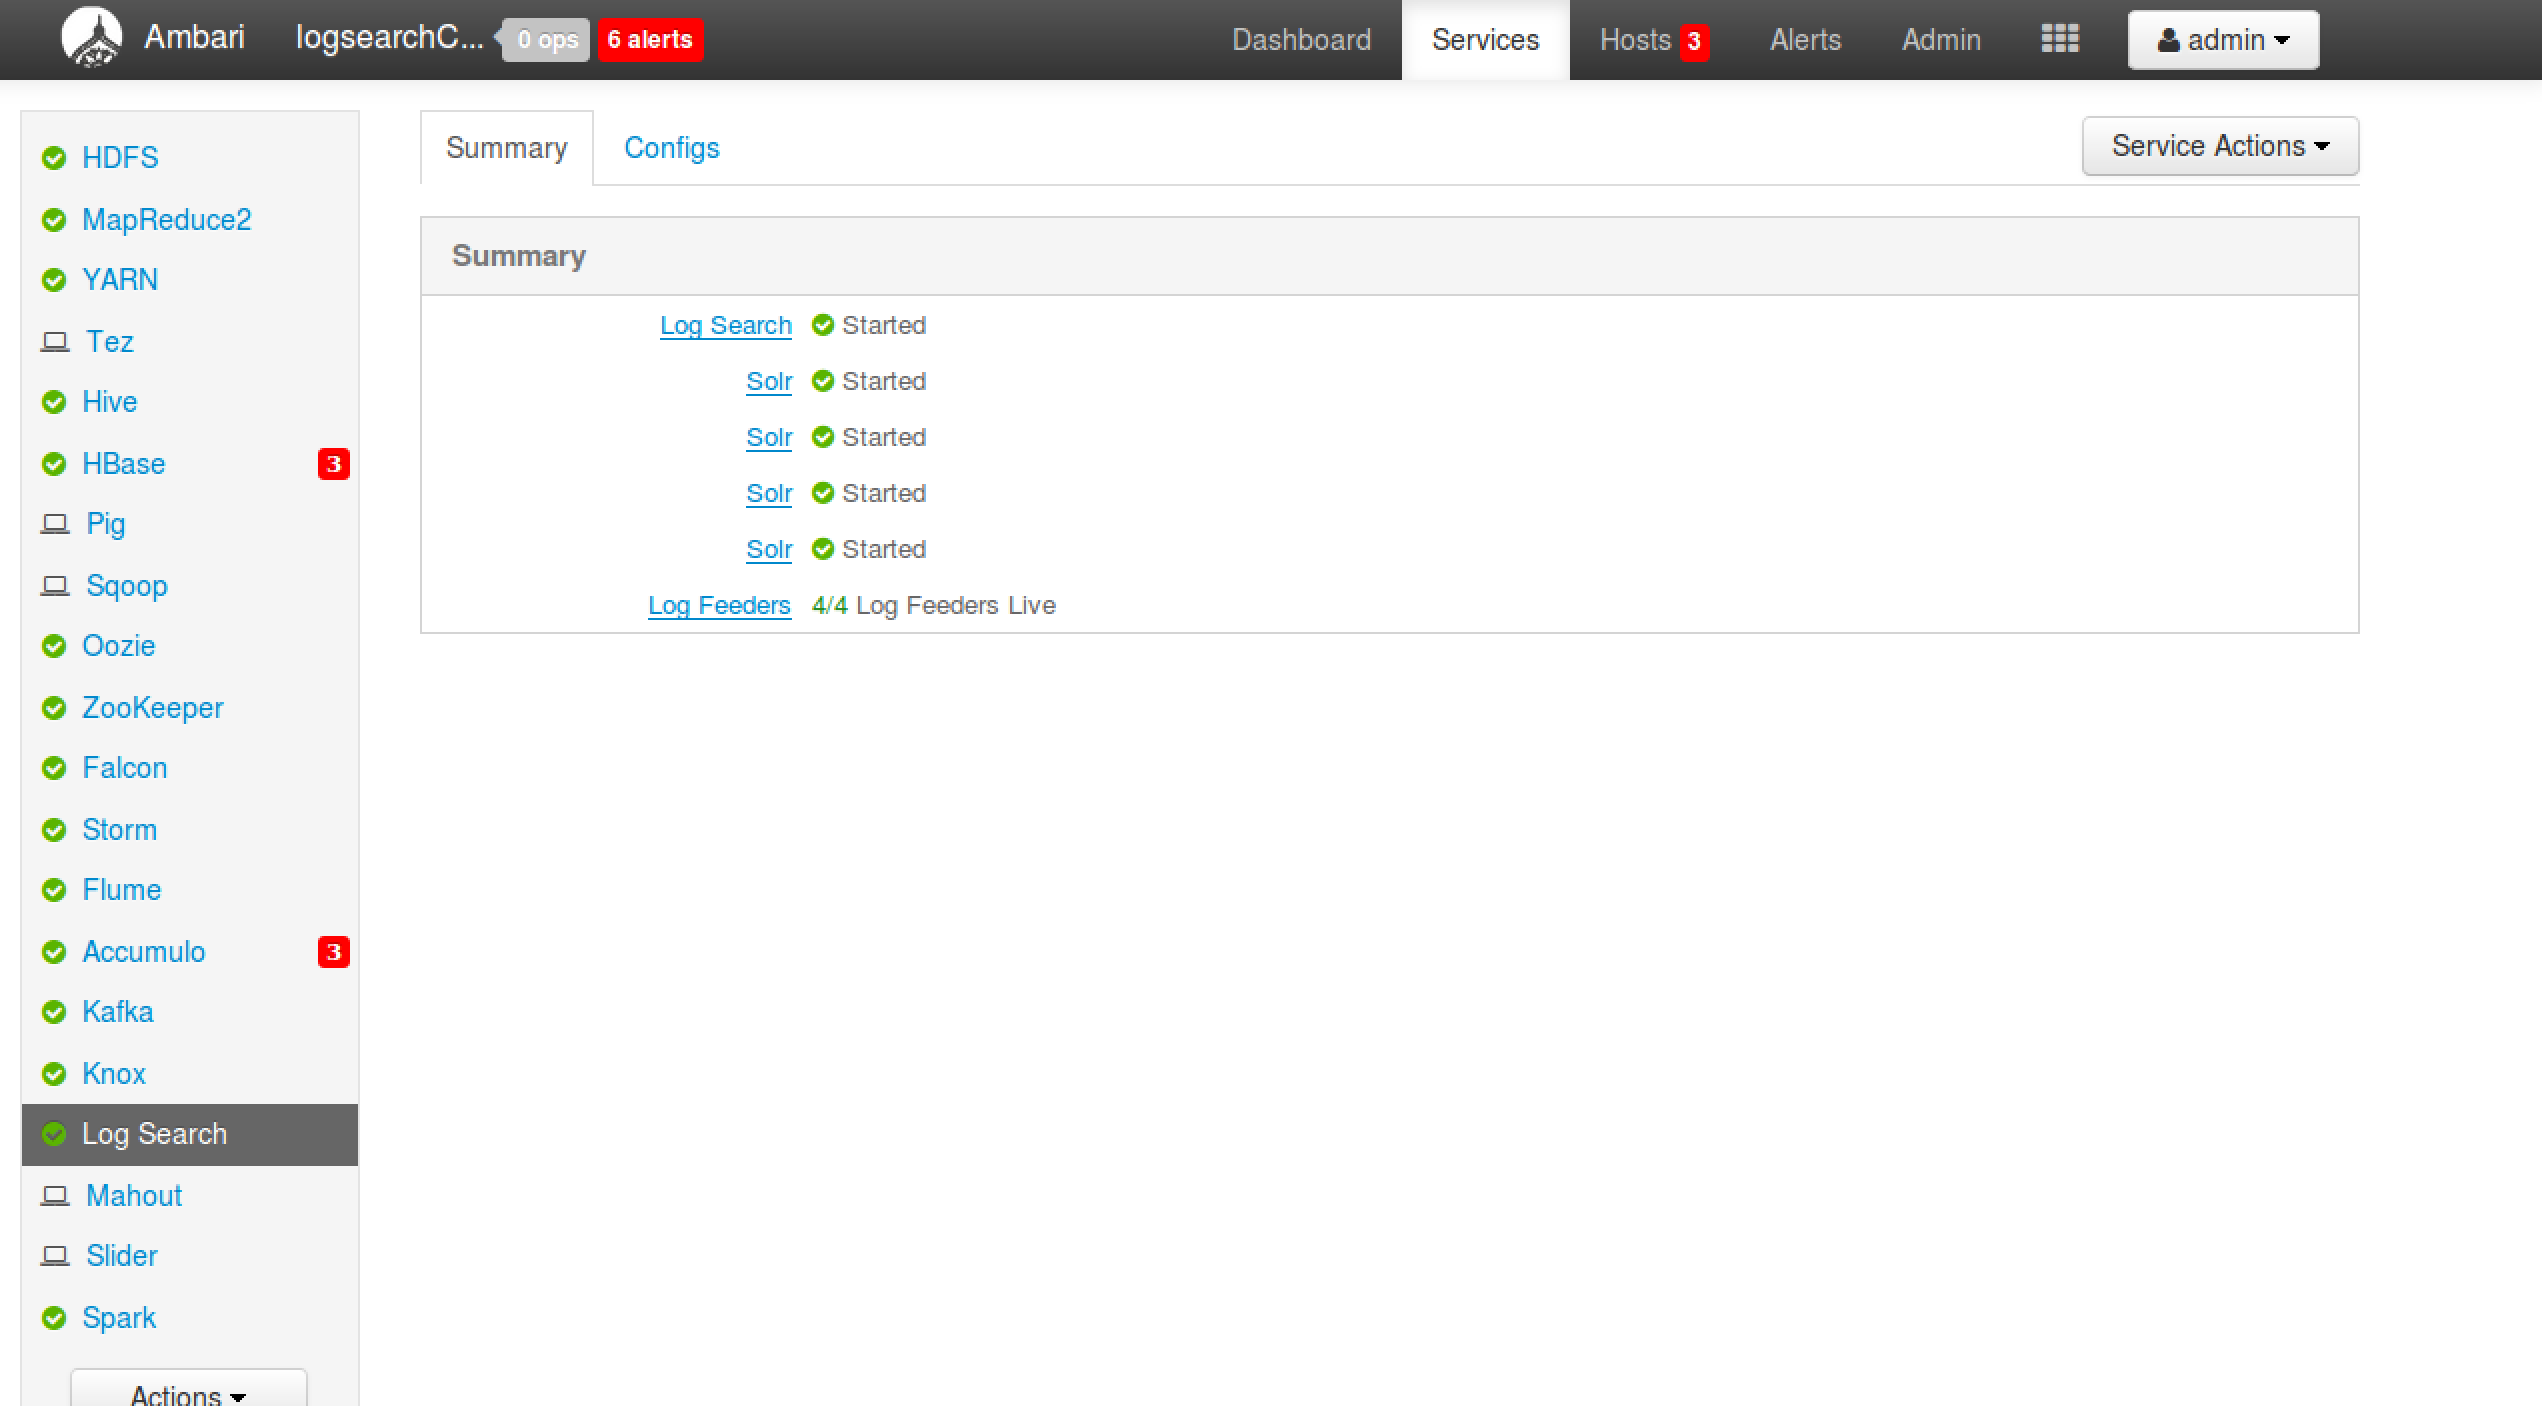 Ambari logsearchC... 0 ops 6 alerts Dashboard Services Hosts 3 Alerts Admin admin
HDFS
MapReduce2
YARN
Tez
Hive
HBase 3
Pig
Sqoop
Oozie
ZooKeeper
Falcon
Storm
Flume
Accumulo 3
Kafka
Knox
Log Search
Mahout
Slider
Spark
Actions
Summary Configs Service Actions
Summary
Log Search Started
Solr Started
Solr Started
Solr Started
Solr Started
Log Feeders 4/4 Log Feeders Live